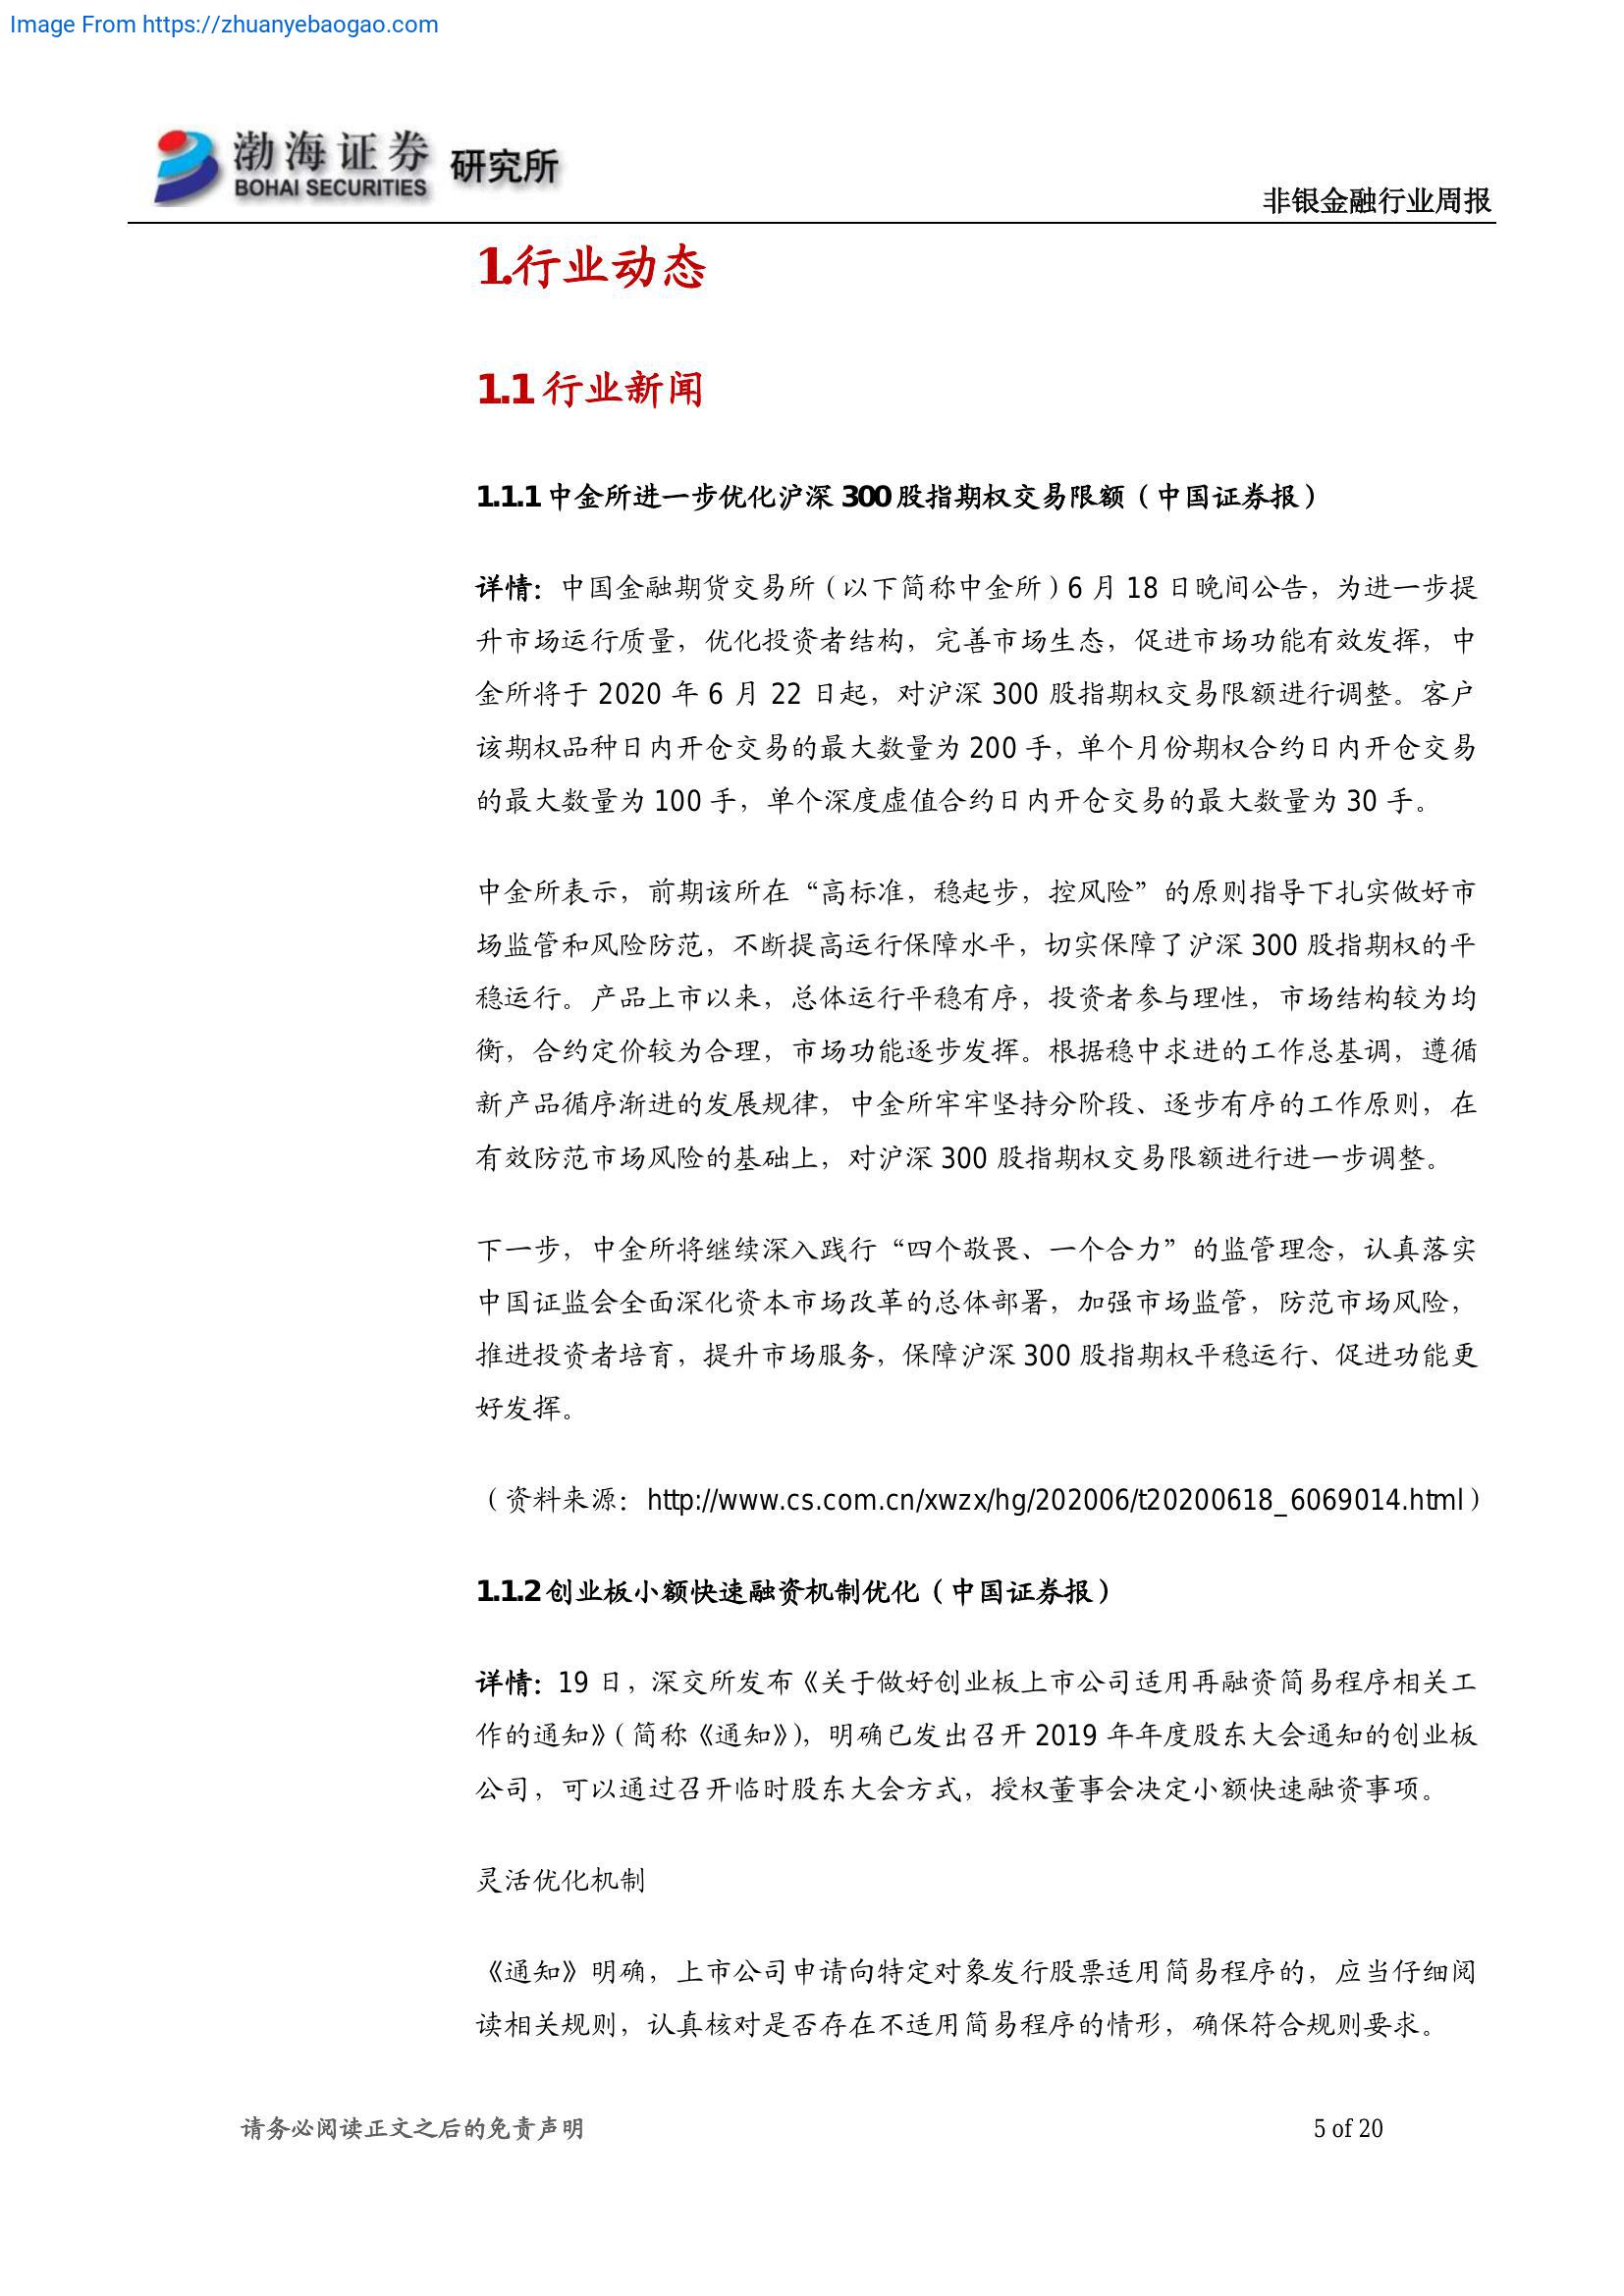 Image From https://zhuanyebaogao.com
渤海证券 研究所
BOHAI SECURITIES
非银金融行业周报
1.行业动态
1.1 行业新闻
1.1.1 中金所进一步优化沪深 300 股指期权交易限额（中国证券报）
详情：中国金融期货交易所（以下简称中金所）6 月 18 日晚间公告，为进一步提
升市场运行质量，优化投资者结构，完善市场生态，促进市场功能有效发挥，中
金所将于 2020 年 6 月 22 日起，对沪深 300 股指期权交易限额进行调整。客户
该期权品种日内开仓交易的最大数量为 200 手，单个月份期权合约日内开仓交易
的最大数量为 100 手，单个深度虚值合约日内开仓交易的最大数量为 30 手。
中金所表示，前期该所在“高标准，稳起步，控风险”的原则指导下扎实做好市
场监管和风险防范，不断提高运行保障水平，切实保障了沪深 300 股指期权的平
稳运行。产品上市以来，总体运行平稳有序，投资者参与理性，市场结构较为均
衡，合约定价较为合理，市场功能逐步发挥。根据稳中求进的工作总基调，遵循
新产品循序渐进的发展规律，中金所牢牢坚持分阶段、逐步有序的工作原则，在
有效防范市场风险的基础上，对沪深 300 股指期权交易限额进行进一步调整。
下一步，中金所将继续深入践行“四个敬畏、一个合力”的监管理念，认真落实
中国证监会全面深化资本市场改革的总体部署，加强市场监管，防范市场风险，
推进投资者培育，提升市场服务，保障沪深 300 股指期权平稳运行、促进功能更
好发挥。
（资料来源：http://www.cs.com.cn/xwzx/hg/202006/t20200618_6069014.html）
1.1.2 创业板小额快速融资机制优化（中国证券报）
详情：19 日，深交所发布《关于做好创业板上市公司适用再融资简易程序相关工
作的通知》（简称《通知》），明确已发出召开 2019 年年度股东大会通知的创业板
公司，可以通过召开临时股东大会方式，授权董事会决定小额快速融资事项。
灵活优化机制
《通知》明确，上市公司申请向特定对象发行股票适用简易程序的，应当仔细阅
读相关规则，认真核对是否存在不适用简易程序的情形，确保符合规则要求。
请务必阅读正文之后的免责声明
5 of 20